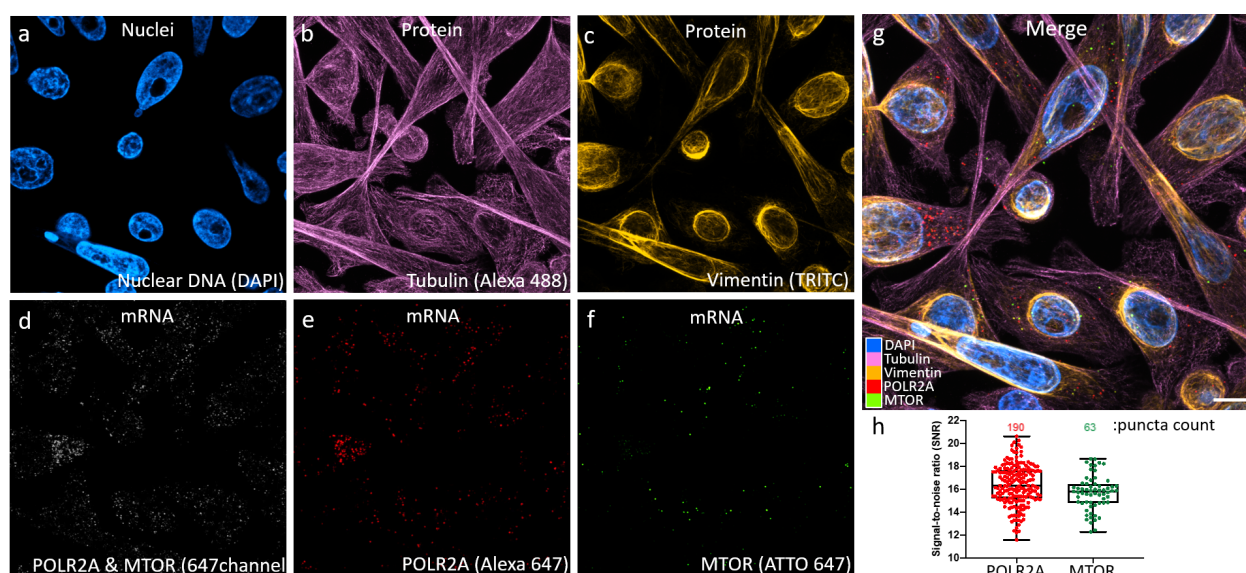 a
Nuclei
Nuclear DNA (DAPI)
b
Protein
Tubulin (Alexa 488)
c
Protein
Vimentin (TRITC)
g
Merge
DAPI
Tubulin
Vimentin
POLR2A
MTOR
d
mRNA
POLR2A & MTOR (647channel
e
mRNA
POLR2A (Alexa 647)
f
mRNA
MTOR (ATTO 647)
h
190
63
:puncta count
Signal-to-noise ratio (SNR)
22
20
18
16
14
12
10
POLR2A
MTOR